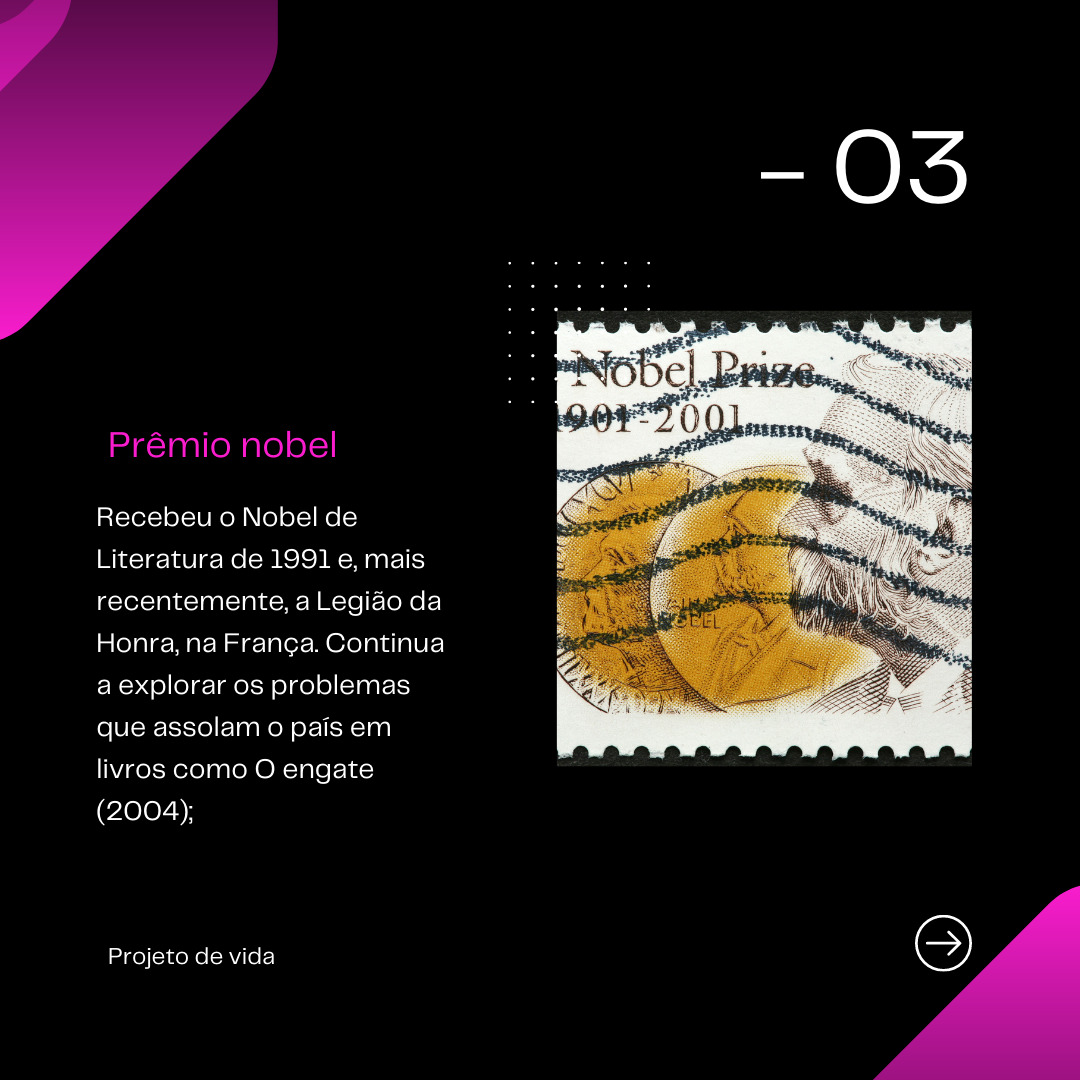 – 03
Nobel Prize
1901-2001
Prêmio nobel
Recebeu o Nobel de
Literatura de 1991 e, mais
recentemente, a Legião da
Honra, na França. Continua
a explorar os problemas
que assolam o país em
livros como O engate
(2004);
Projeto de vida